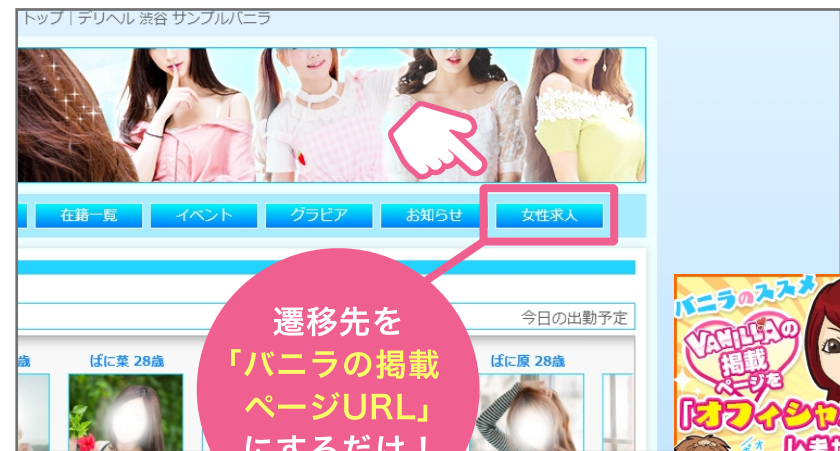 トップ｜デリヘル 渋谷 サンプルバニラ
在籍一覧
イベント
グラビア
お知らせ
女性求人
今日の出勤予定
歳
ばに菜 28歳
ばに原 28歳
遷移先を
「バニラの掲載
ページURL」
にするだけ！
バニラのススメ
VANILLAの
掲載
ページを
「オフィシャ